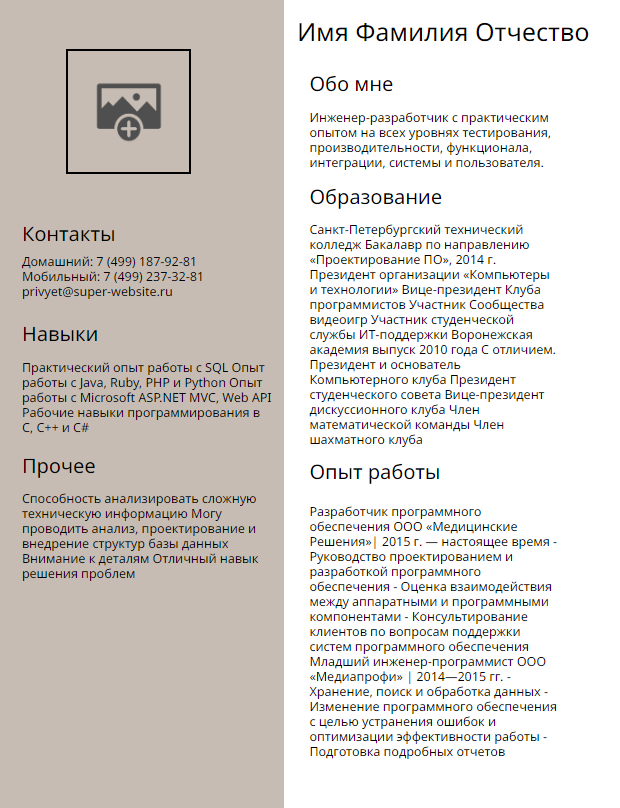 Имя Фамилия Отчество
Контакты
Домашний: 7 (499) 187-92-81
Мобильный: 7 (499) 237-32-81
privyet@super-website.ru
Навыки
Практический опыт работы с SQL Опыт
работы с Java, Ruby, PHP и Python Опыт
работы с Microsoft ASP.NET MVC, Web API
Рабочие навыки программирования в
C, C++ и C#
Прочее
Способность анализировать сложную
техническую информацию Могу
проводить анализ, проектирование и
внедрение структур базы данных
Внимание к деталям Отличный навык
решения проблем
Обо мне
Инженер-разработчик с практическим
опытом на всех уровнях тестирования,
производительности, функционала,
интеграции, системы и пользователя.
Образование
Санкт-Петербургский технический
колледж Бакалавр по направлению
«Проектирование ПО», 2014 г.
Президент организации «Компьютеры
и технологии» Вице-президент Клуба
программистов Участник Сообщества
видеоигр Участник студенческой
службы ИТ-поддержки Воронежская
академия выпуск 2010 года С отличием.
Президент и основатель
Компьютерного клуба Президент
студенческого совета Вице-президент
дискуссионного клуба Член
математической команды Член
шахматного клуба
Опыт работы
Разработчик программного
обеспечения ООО «Медицинские
Решения»| 2015 г. — настоящее время -
Руководство проектированием и
разработкой программного
обеспечения - Оценка взаимодействия
между аппаратными и программными
компонентами - Консультирование
клиентов по вопросам поддержки
систем программного обеспечения
Младший инженер-программист ООО
«Медиапрофи» | 2014—2015 гг. -
Хранение, поиск и обработка данных -
Изменение программного обеспечения
с целью устранения ошибок и
оптимизации эффективности работы -
Подготовка подробных отчетов